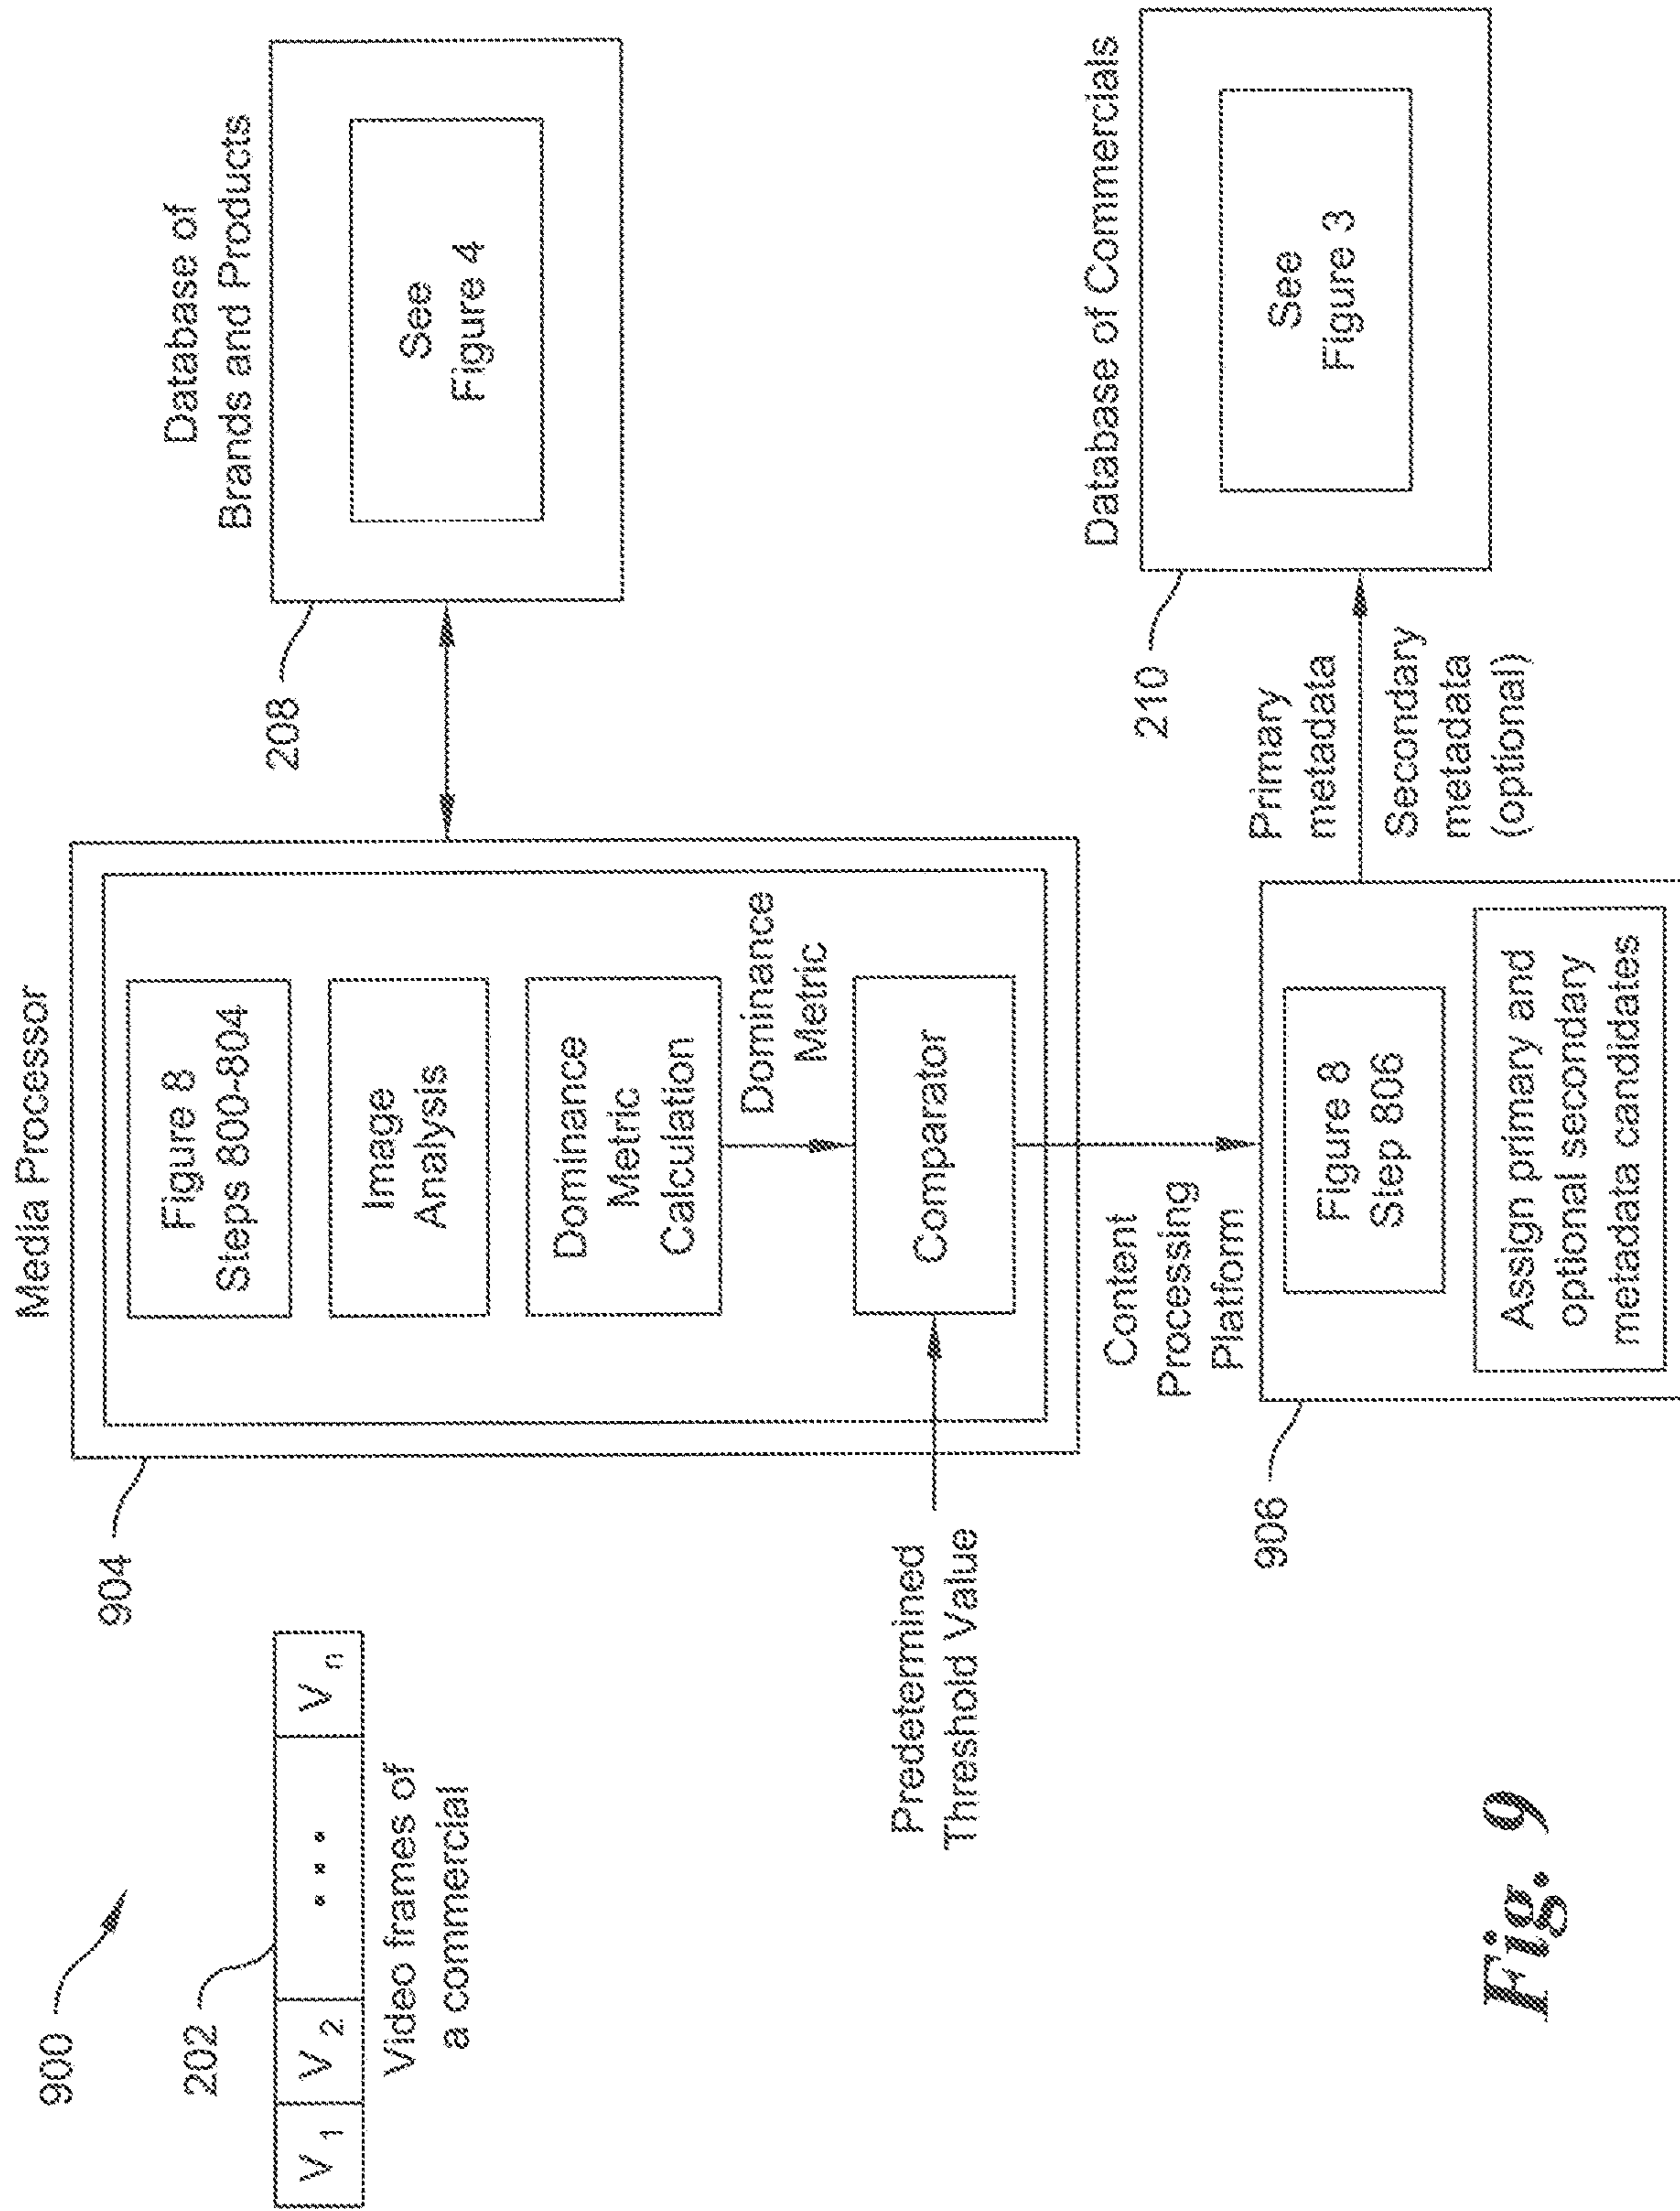 900
202
V 1
V 2
• • •
V n
Video frames of
a commercial
Media Processor
904
Figure 8
Steps 800-804
Image
Analysis
Dominance
Metric
Calculation
Dominance
Metric
Comparator
Predetermined
Threshold Value
Database of
Brands and Products
208
See
Figure 4
Content
Processing
Platform
906
Figure 8
Step 806
Assign primary and
optional secondary
metadata candidates
Primary
metadata
Secondary
metadata
(optional)
Database of Commercials
210
See
Figure 3
Fig. 9